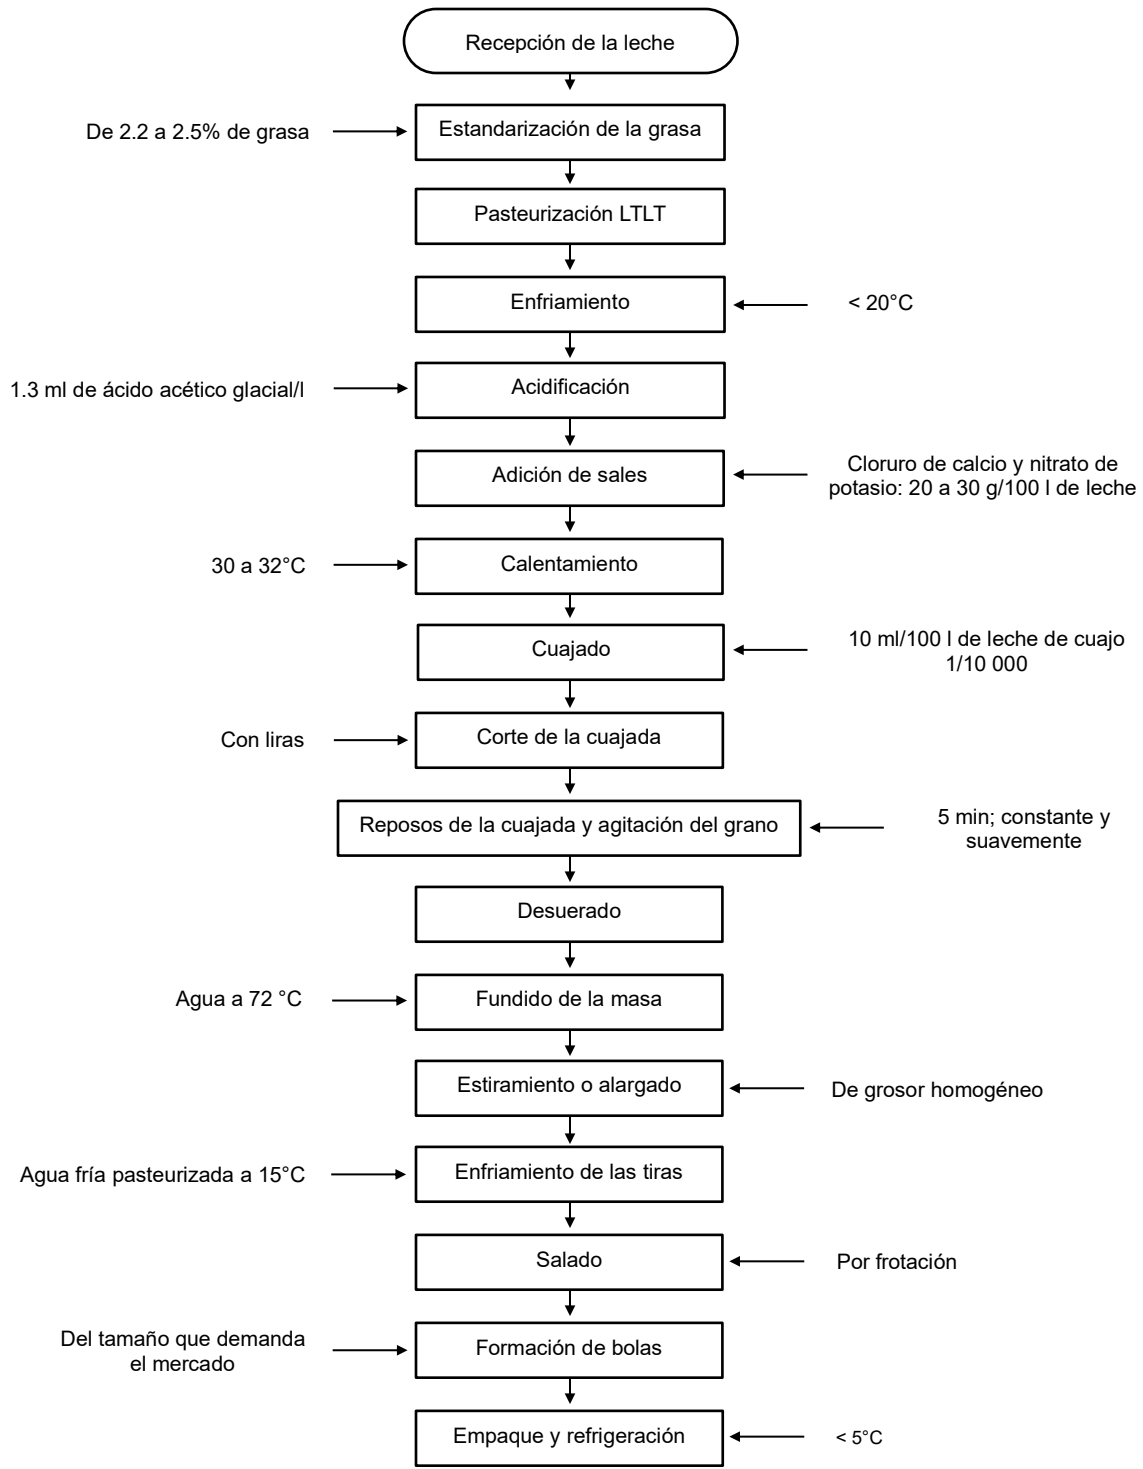 Recepción de la leche
De 2.2 a 2.5% de grasa
Estandarización de la grasa
Pasteurización LTLT
Enfriamiento
< 20°C
1.3 ml de ácido acético glacial/l
Acidificación
Adición de sales
Cloruro de calcio y nitrato de
potasio: 20 a 30 g/100 l de leche
30 a 32°C
Calentamiento
Cuajado
10 ml/100 l de leche de cuajo
1/10 000
Con liras
Corte de la cuajada
Reposos de la cuajada y agitación del grano
5 min; constante y
suavemente
Desuerado
Agua a 72 °C
Fundido de la masa
Estiramiento o alargado
De grosor homogéneo
Agua fría pasteurizada a 15°C
Enfriamiento de las tiras
Salado
Por frotación
Del tamaño que demanda
el mercado
Formación de bolas
Empaque y refrigeración
< 5°C